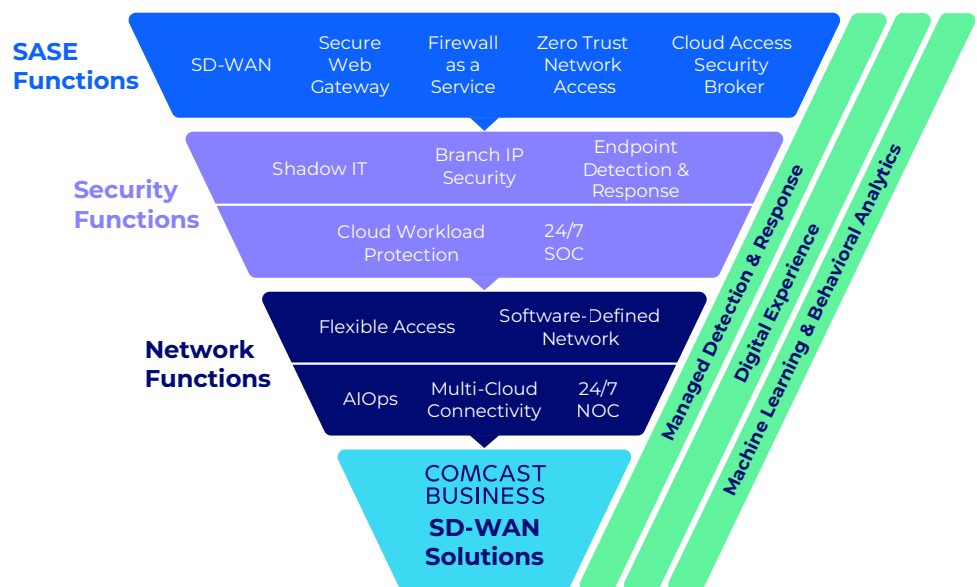 SASE
Functions
SD-WAN
Secure
Web
Gateway
Firewall
as a
Service
Zero Trust
Network
Access
Cloud Access
Security
Broker
Security
Functions
Shadow IT
Branch IP
Security
Endpoint
Detection &
Response
Cloud Workload
Protection
24/7
SOC
Network
Functions
Flexible Access
Software-Defined
Network
AIOps
Multi-Cloud
Connectivity
24/7
NOC
COMCAST
BUSINESS
SD-WAN
Solutions
Managed Detection & Response
Digital Experience
Machine Learning & Behavioral Analytics